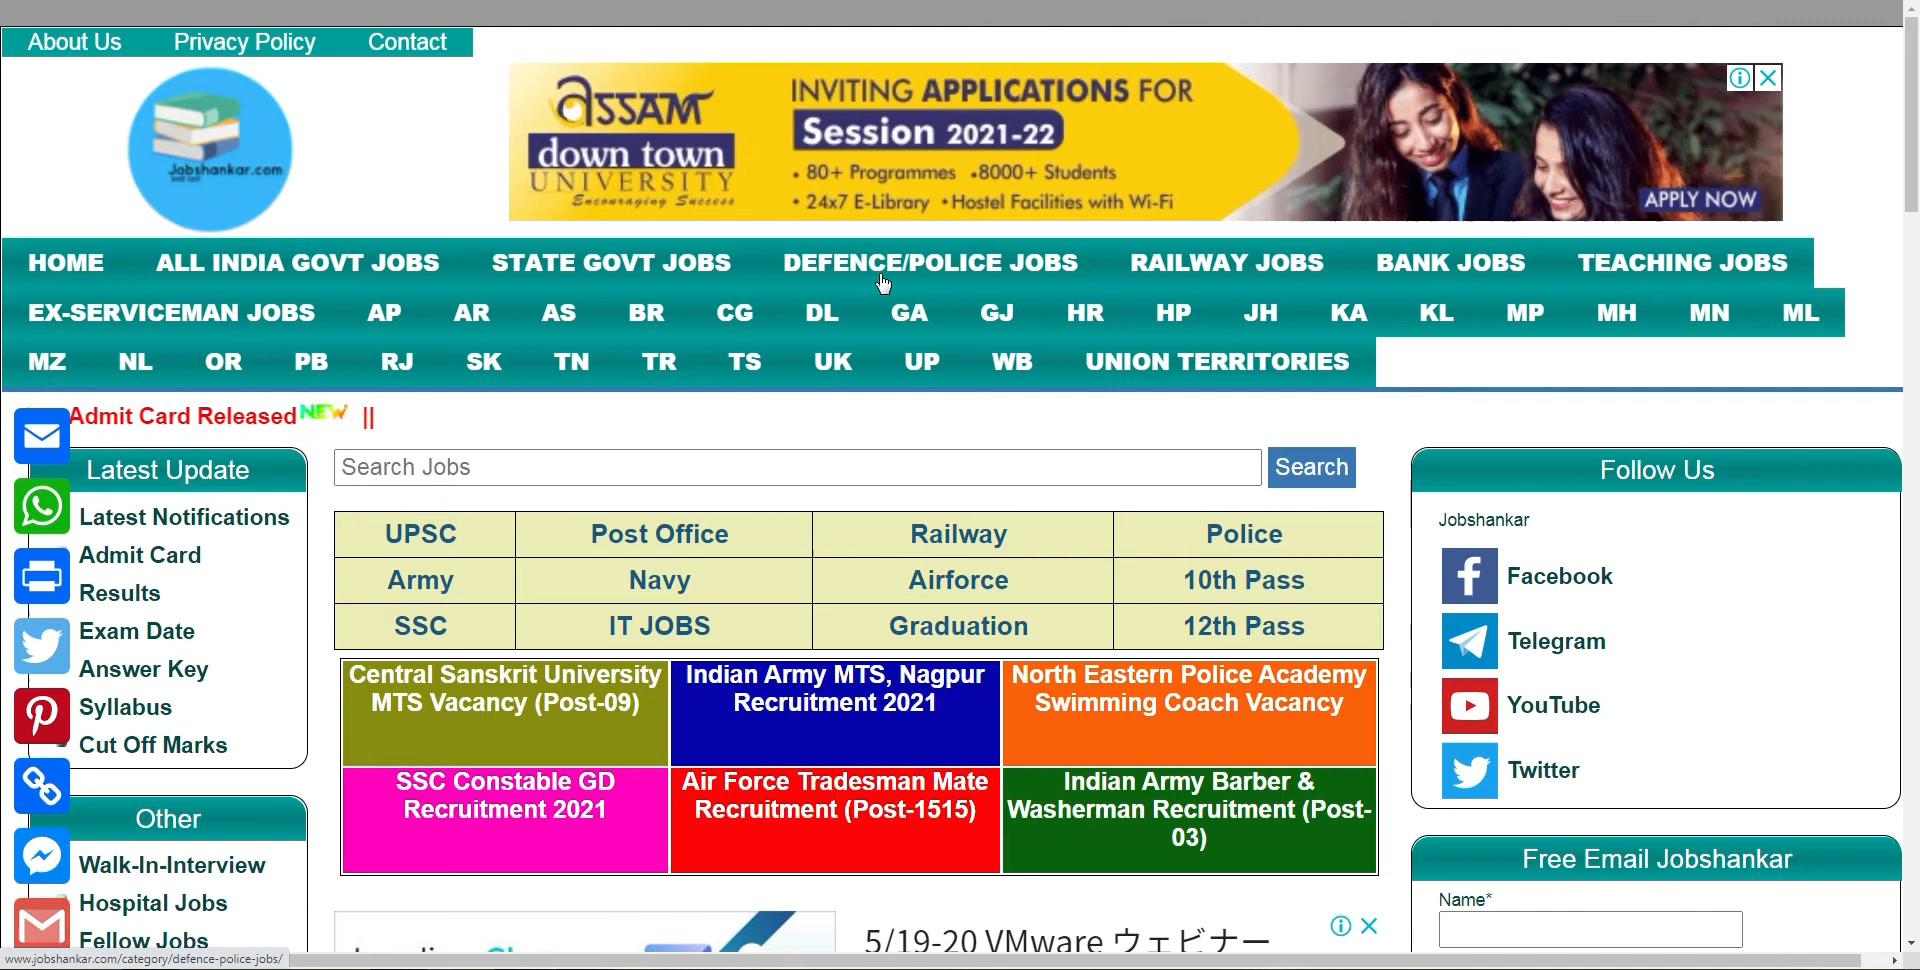 About Us Privacy Policy Contact
Jobshankar.com
assam
down town
UNIVERSITY
Encouraging Success
INVITING APPLICATIONS FOR
Session 2021-22
• 80+ Programmes •8000+ Students
• 24x7 E-Library • Hostel Facilities with Wi-Fi
APPLY NOW
HOME ALL INDIA GOVT JOBS STATE GOVT JOBS DEFENCE/POLICE JOBS RAILWAY JOBS BANK JOBS TEACHING JOBS
EX-SERVICEMAN JOBS AP AR AS BR CG DL GA GJ HR HP JH KA KL MP MH MN ML
MZ NL OR PB RJ SK TN TR TS UK UP WB UNION TERRITORIES
Admit Card Released NEW ||
Latest Update
Latest Notifications
Admit Card
Results
Exam Date
Answer Key
Syllabus
Cut Off Marks
Other
Walk-In-Interview
Hospital Jobs
Fellow Jobs
Search Jobs Search
UPSC Post Office Railway Police
Army Navy Airforce 10th Pass
SSC IT JOBS Graduation 12th Pass
Central Sanskrit University
MTS Vacancy (Post-09)
Indian Army MTS, Nagpur
Recruitment 2021
North Eastern Police Academy
Swimming Coach Vacancy
SSC Constable GD
Recruitment 2021
Air Force Tradesman Mate
Recruitment (Post-1515)
Indian Army Barber &
Washerman Recruitment (Post-
03)
5/19-20 VMware ウェビナー
Follow Us
Jobshankar
Facebook
Telegram
YouTube
Twitter
Free Email Jobshankar
Name*
www.jobshankar.com/category/defence-police-jobs/